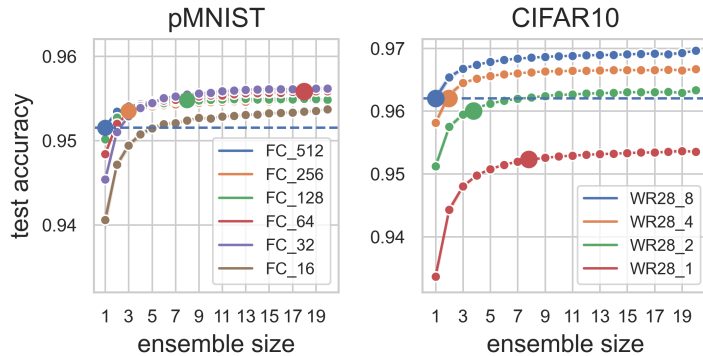 pMNIST
test accuracy
0.96
0.95
0.94
FC_512
FC_256
FC_128
FC_64
FC_32
FC_16
1 3 5 7 9 11 13 15 17 19
ensemble size
CIFAR10
0.97
0.96
0.95
0.94
WR28_8
WR28_4
WR28_2
WR28_1
1 3 5 7 9 11 13 15 17 19
ensemble size